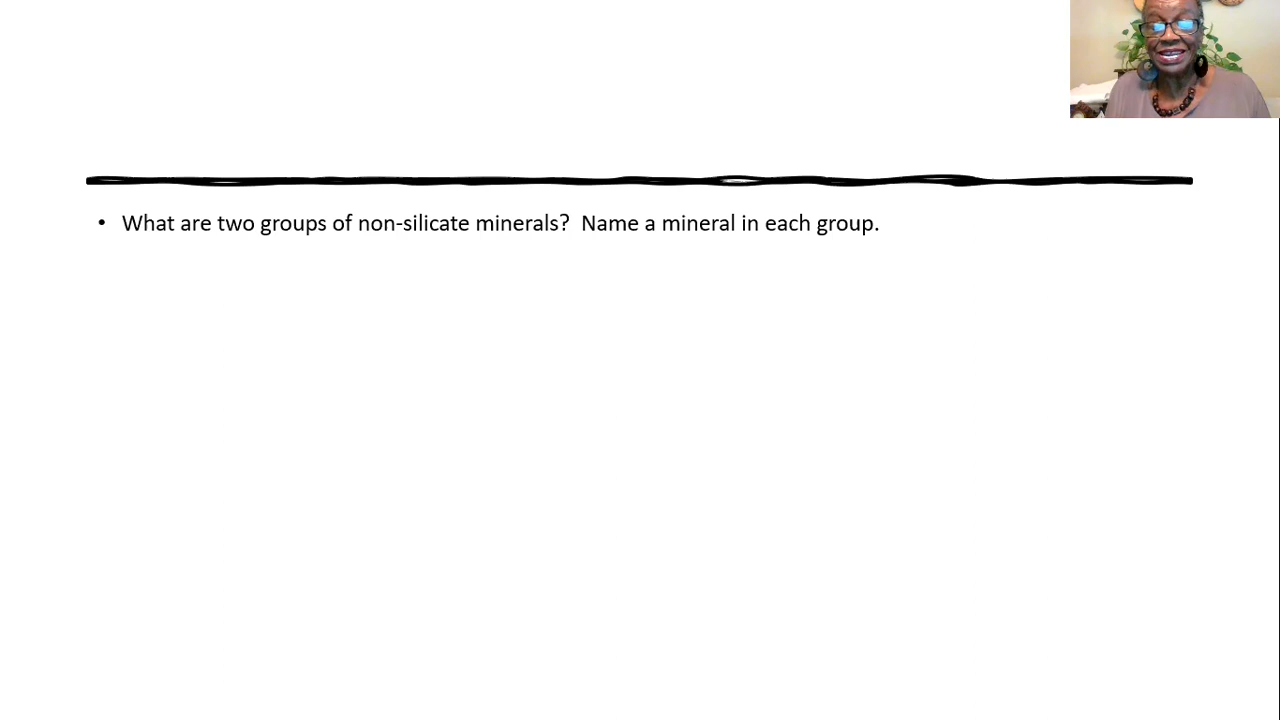 • What are two groups of non-silicate minerals?  Name a mineral in each group.